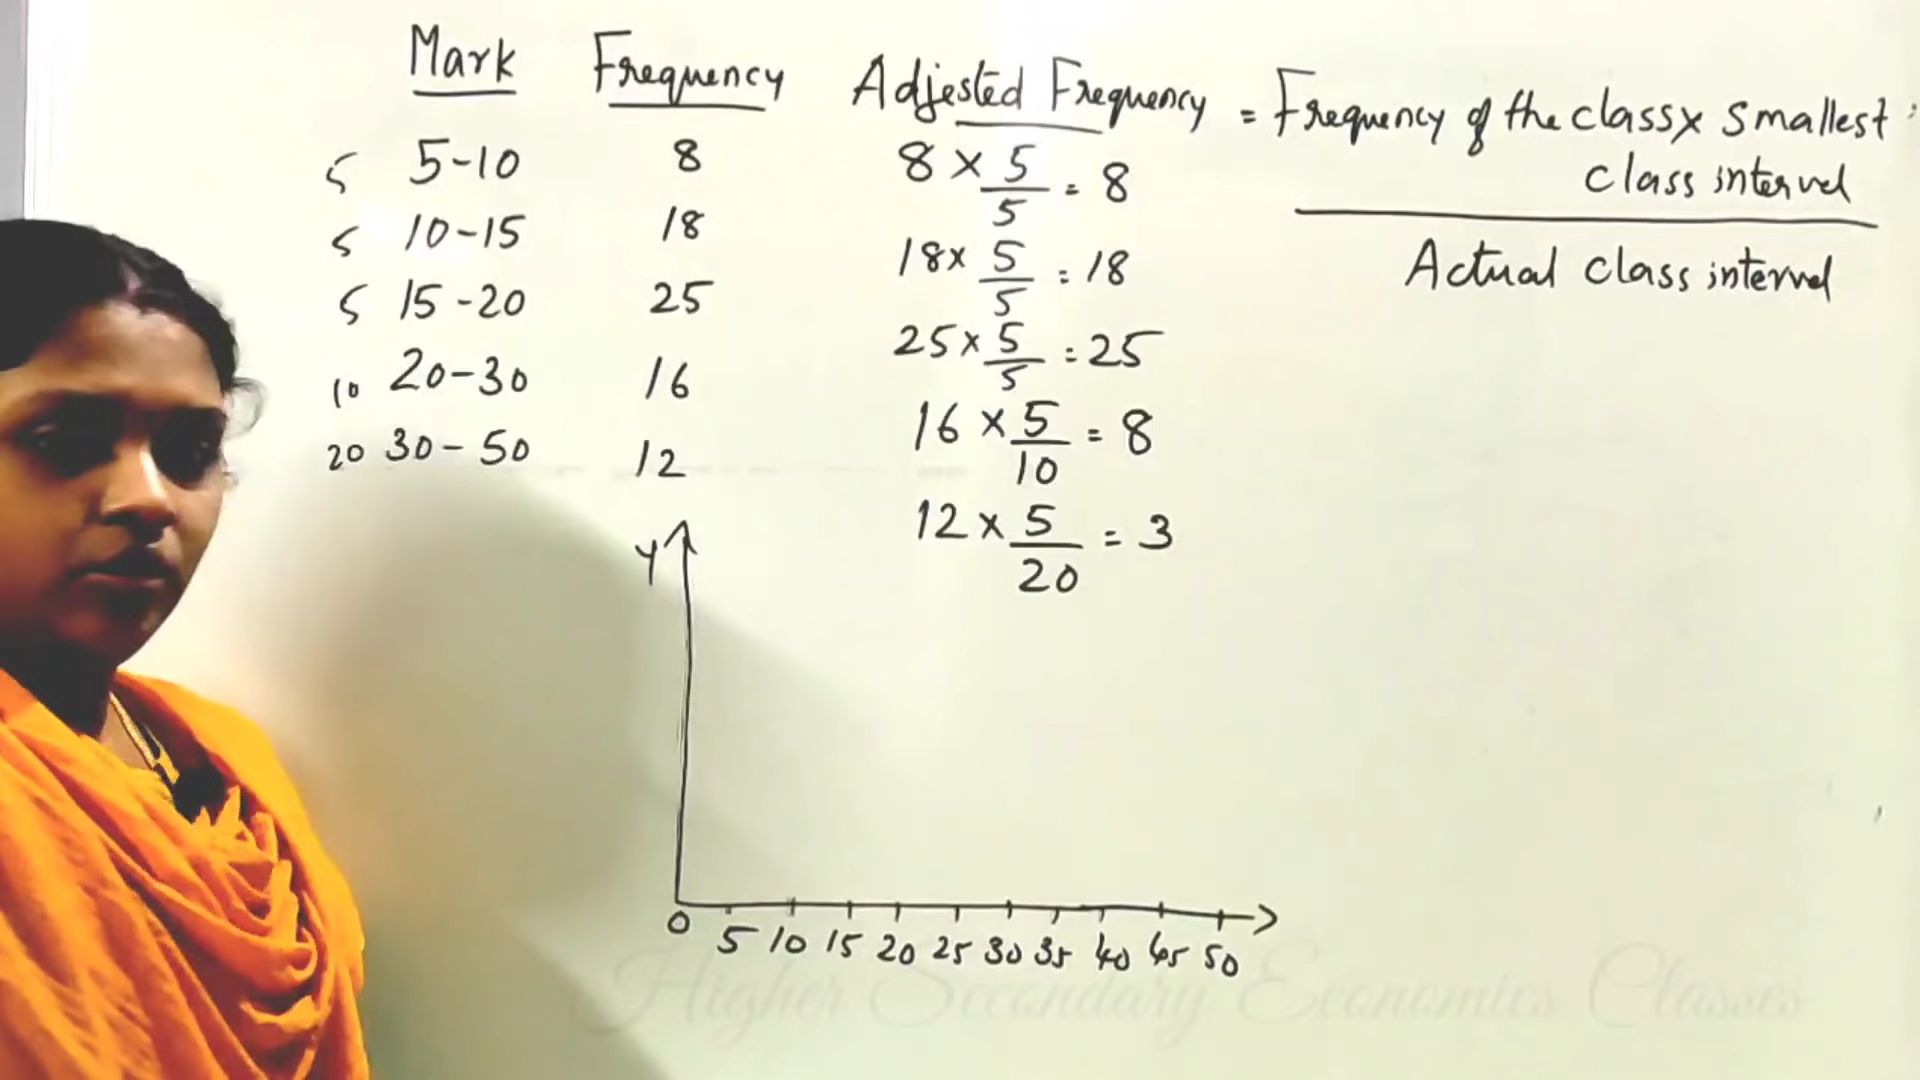 Mark Frequency Adjested Frequency = Frequency of the class x smallest
class interval
Actual class interval
5 5-10 8 8 × 5/5 = 8
5 10-15 18 18 × 5/5 = 18
5 15-20 25 25 × 5/5 = 25
10 20-30 16 16 × 5/10 = 8
20 30-50 12 12 × 5/20 = 3
Y
0 5 10 15 20 25 30 35 40 45 50
Higher Secondary Economics Classes